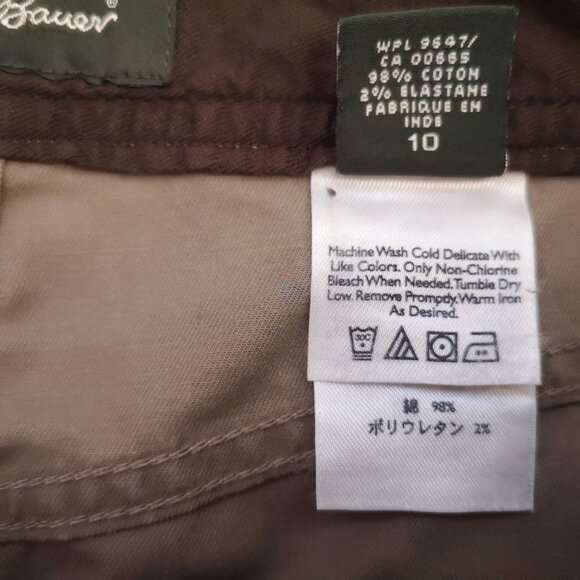 Bauer®
WPL 9647/
CA 00665
98% COTON
2% ELASTANE
FABRIQUE EN
INDE
10
Machine Wash Cold Delicate With
Like Colors. Only Non-Chlorine
Bleach When Needed. Tumble Dry
Low. Remove Promptly. Warm Iron
As Desired.
30C
綿 98%
ポリウレタン 2%